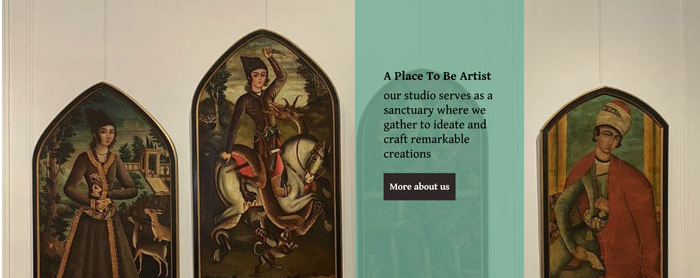 A Place To Be Artist
our studio serves as a
sanctuary where we
gather to ideate and
craft remarkable
creations
More about us